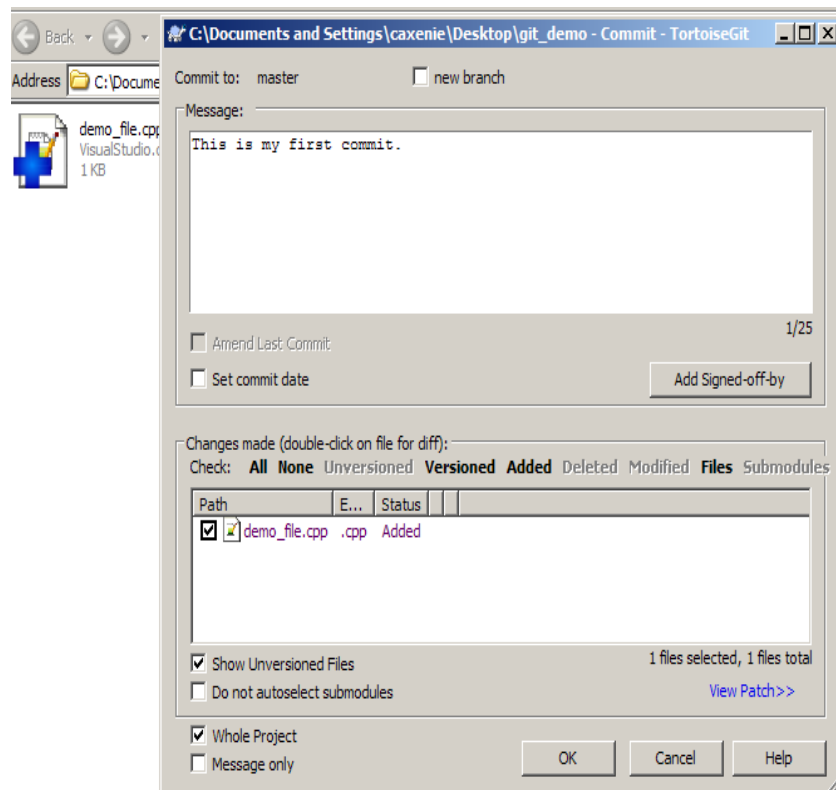 C:\Documents and Settings\caxenie\Desktop\git_demo - Commit - TortoiseGit
Back
Address C:\Docume
demo_file.cpp
VisualStudio.c
1 KB
Commit to: master new branch
Message:
This is my first commit.
1/25
Amend Last Commit
Set commit date Add Signed-off-by
Changes made (double-click on file for diff):
Check: All None Unversioned Versioned Added Deleted Modified Files Submodules
Path E... Status
demo_file.cpp .cpp Added
Show Unversioned Files 1 files selected, 1 files total
Do not autoselect submodules View Patch>>
Whole Project
Message only
OK Cancel Help